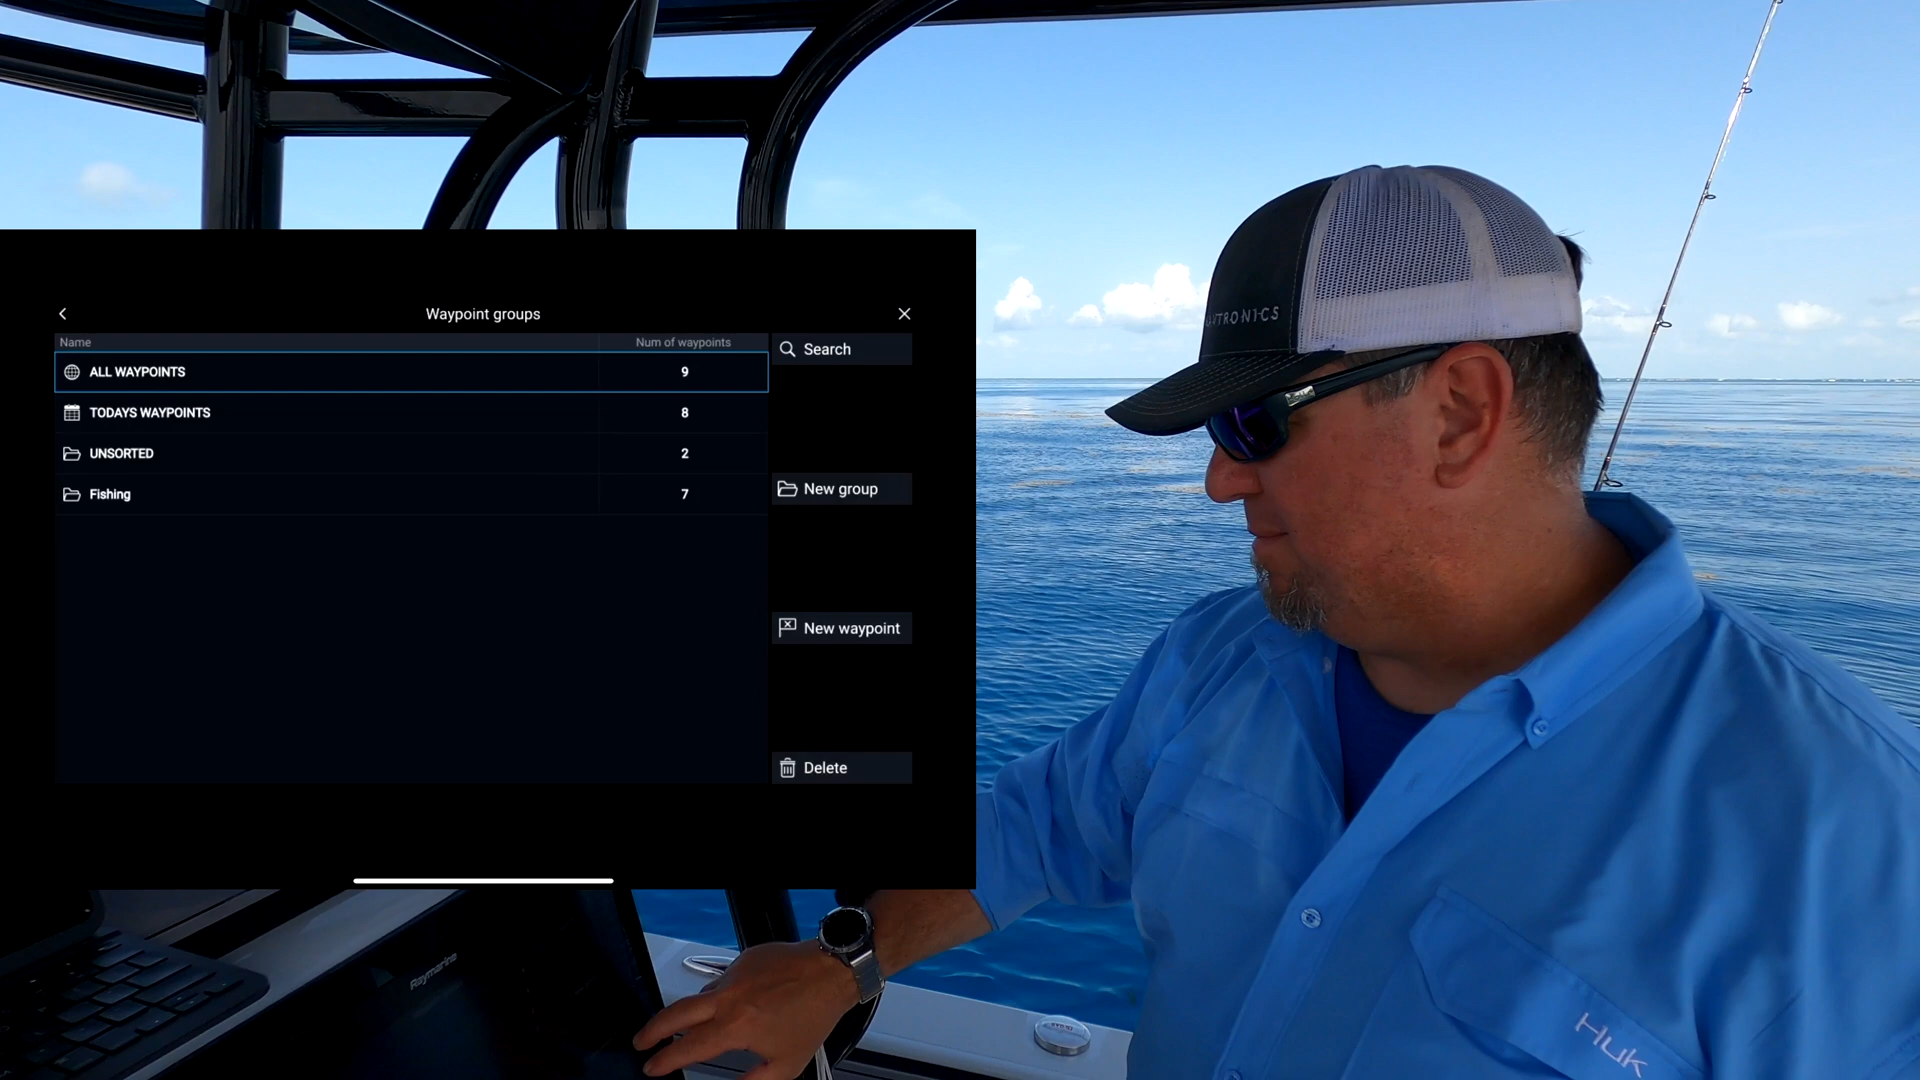 Waypoint groups
Name Num of waypoints
ALL WAYPOINTS 9
TODAYS WAYPOINTS 8
UNSORTED 2
Fishing 7
Search
New group
New waypoint
Delete
Raymarine
Huk